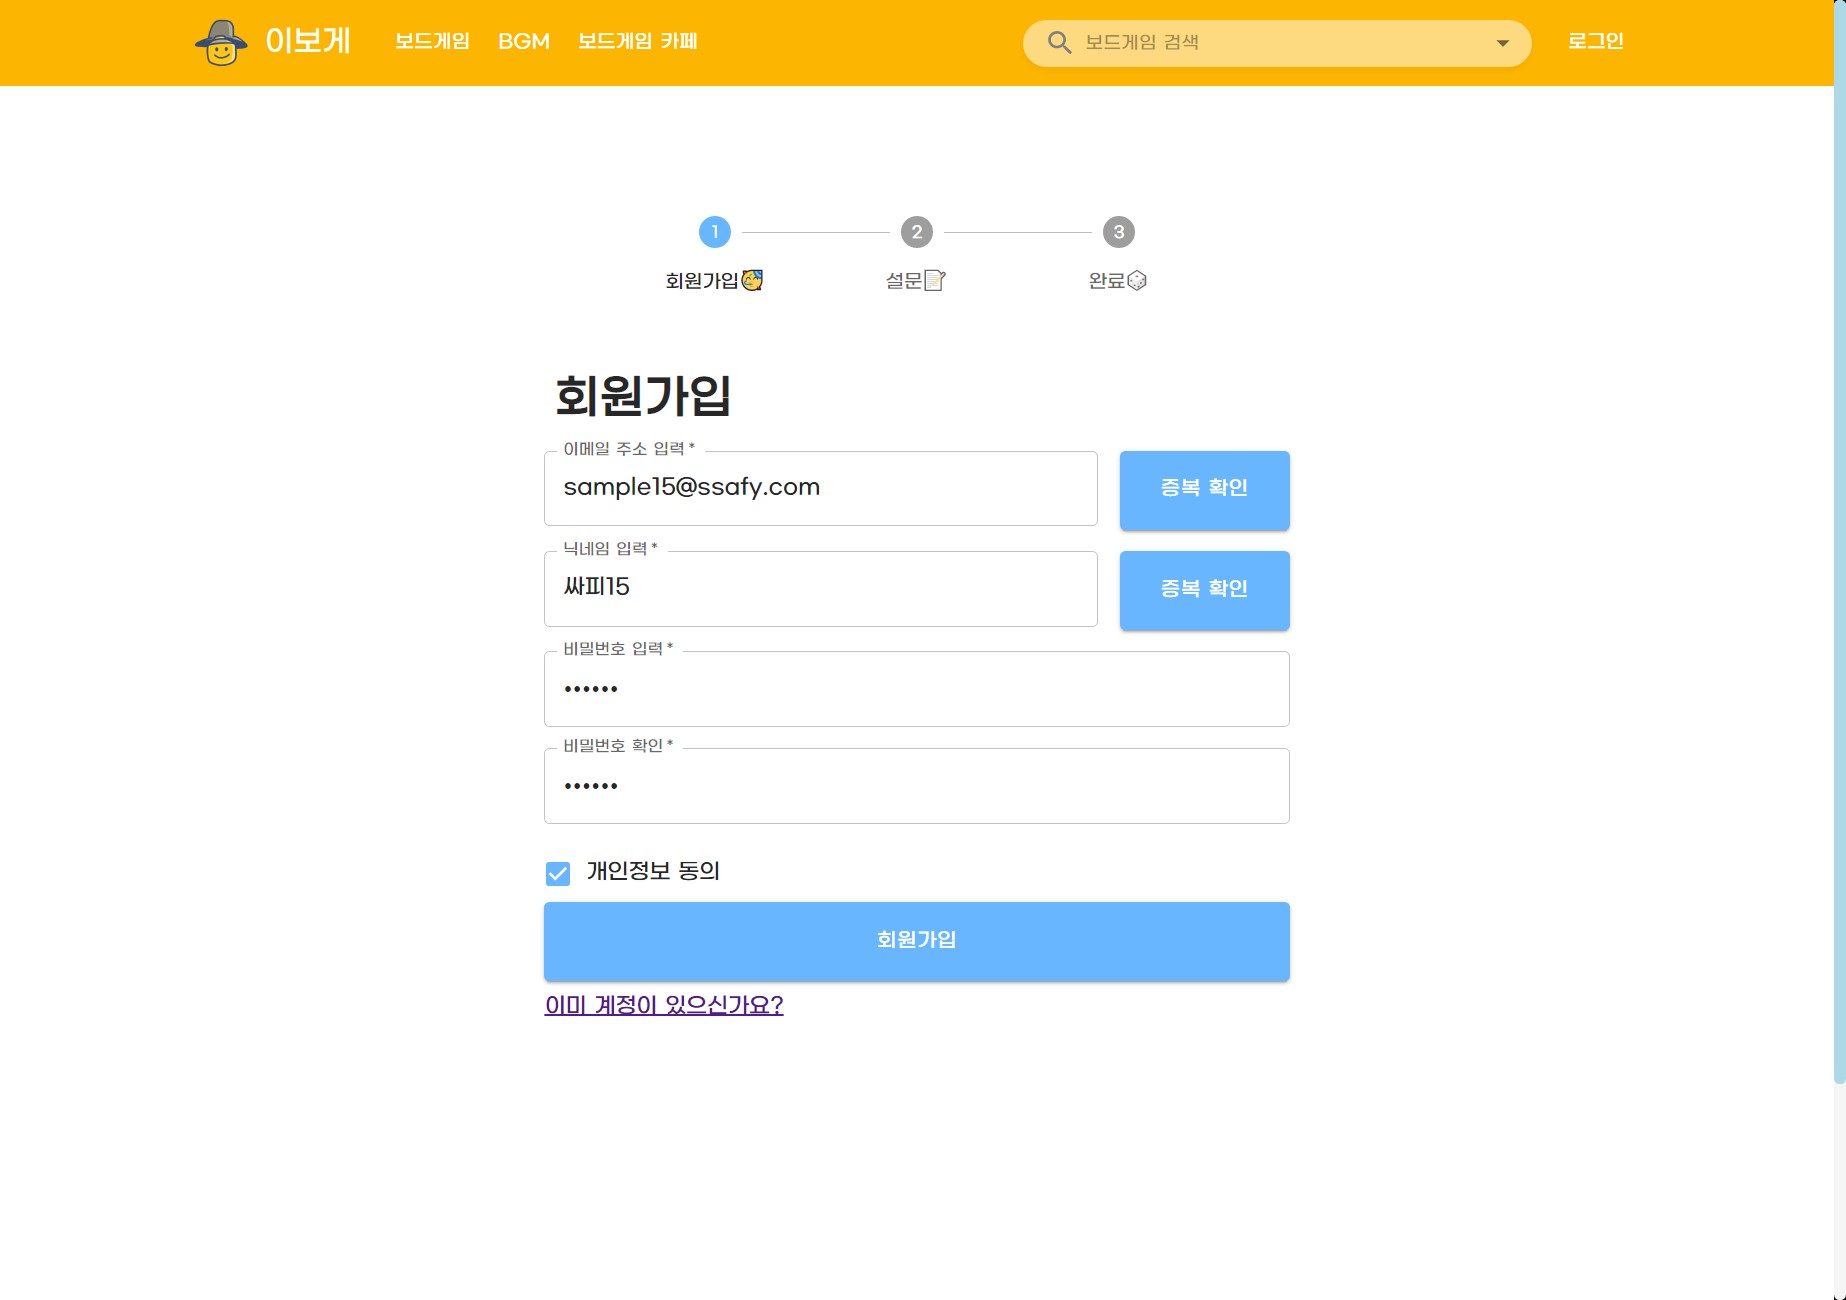 이보게
보드게임 BGM 보드게임 카페
보드게임 검색
로그인
1 2 3
회원가입 설문 완료
회원가입
이메일 주소 입력 *
sample15@ssafy.com
중복 확인
닉네임 입력 *
싸피15
중복 확인
비밀번호 입력 *
••••••
비밀번호 확인 *
••••••
개인정보 동의
회원가입
이미 계정이 있으신가요?